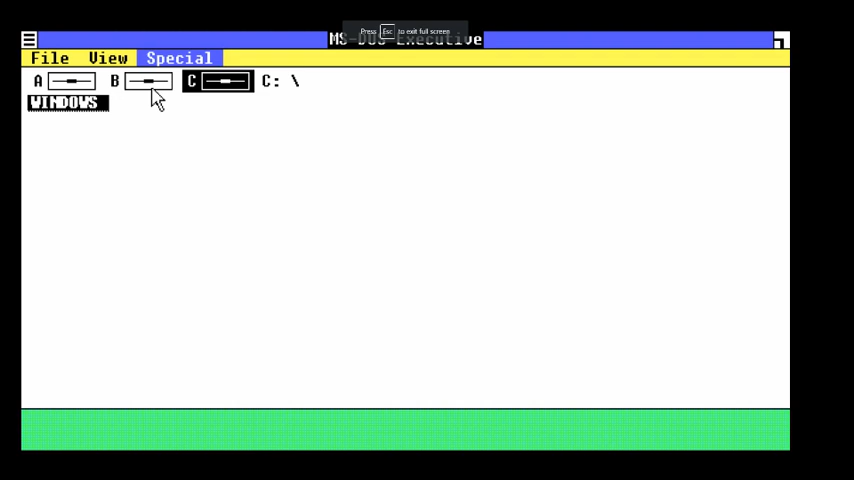 Press Esc to exit full screen
MS-DOS Executive
File View Special
A B C C: \
WINDOWS